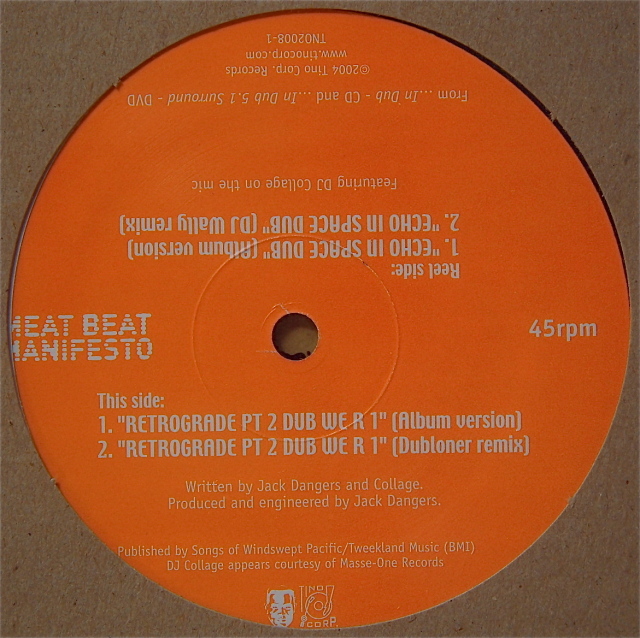 MEAT BEAT
MANIFESTO
45rpm
This side:
1. "RETROGRADE PT 2 DUB WE R 1" (Album version)
2. "RETROGRADE PT 2 DUB WE R 1" (Dubloner remix)
Written by Jack Dangers and Collage.
Produced and engineered by Jack Dangers.
Published by Songs of Windswept Pacific/Tweekland Music (BMI)
DJ Collage appears courtesy of Masse-One Records
TINO
CORP.
Reel side:
1. "ECHO IN SPACE DUB" (Album version)
2. "ECHO IN SPACE DUB" (DJ Wally remix)
Featuring DJ Collage on the mic
From ...In Dub - CD and ...In Dub 5.1 Surround - DVD
©2004 Tino Corp. Records
www.tinocorp.com
TNO2008-1